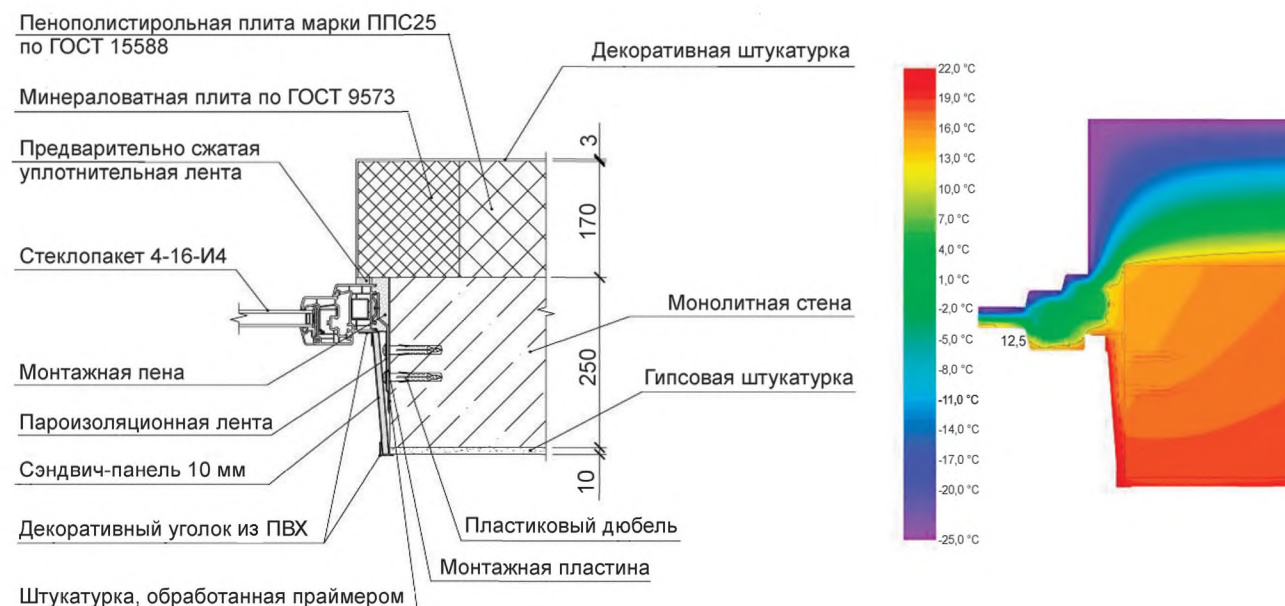 Пенополистирольная плита марки ППС25
по ГОСТ 15588
Минераловатная плита по ГОСТ 9573
Предварительно сжатая
уплотнительная лента
Стеклопакет 4-16-И4
Монтажная пена
Пароизоляционная лента
Сэндвич-панель 10 мм
Декоративный уголок из ПВХ
Штукатурка, обработанная праймером
Декоративная штукатурка
3
170
Монолитная стена
250
Гипсовая штукатурка
10
Пластиковый дюбель
Монтажная пластина
22,0 °C
19,0 °C
16,0 °C
13,0 °C
10,0 °C
7,0 °C
4,0 °C
1,0 °C
-2,0 °C
-5,0 °C
-8,0 °C
-11,0 °C
-14,0 °C
-17,0 °C
-20,0 °C
-25,0 °C
12,5